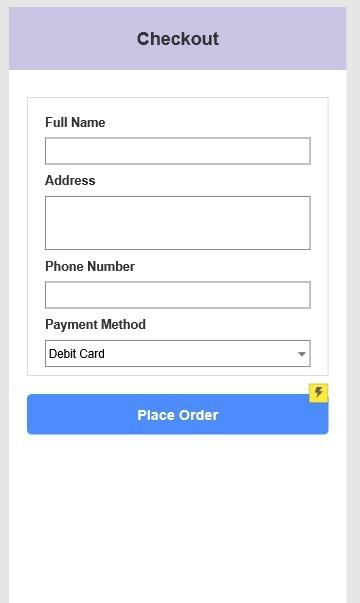 Checkout
Full Name
Address
Phone Number
Payment Method
Debit Card
Place Order